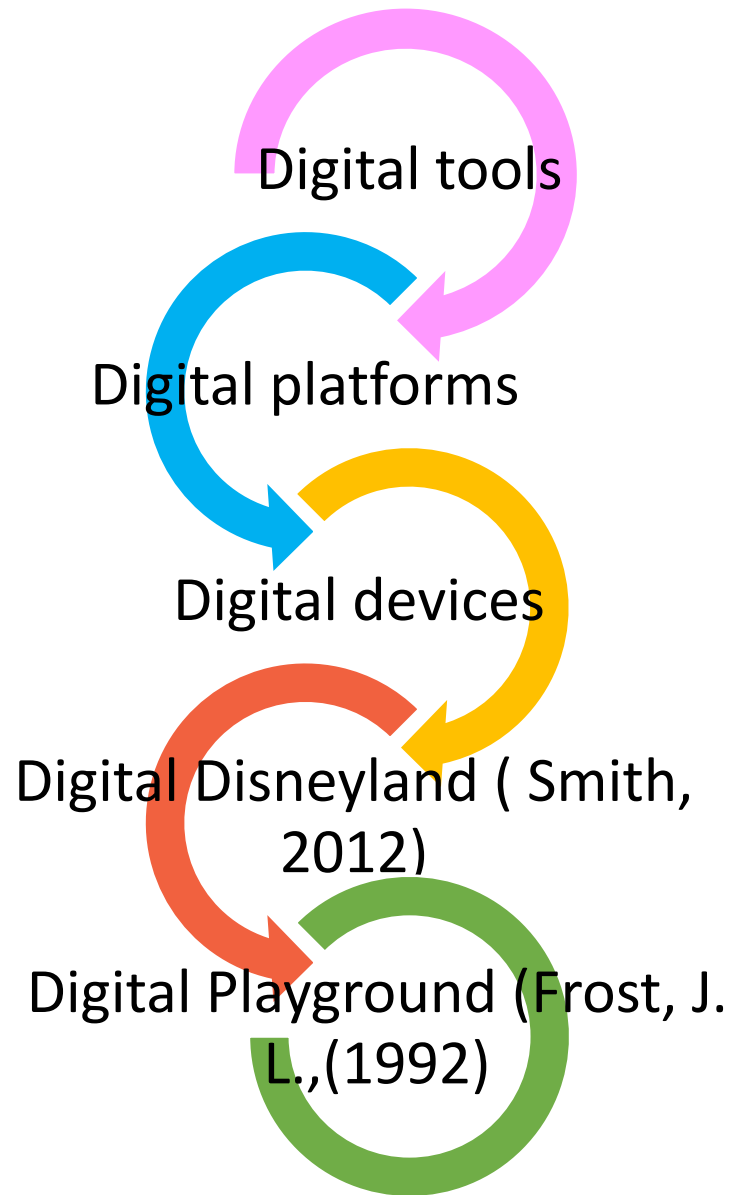 Digital tools
Digital platforms
Digital devices
Digital Disneyland ( Smith,
2012)
Digital Playground (Frost, J.
L.,(1992)